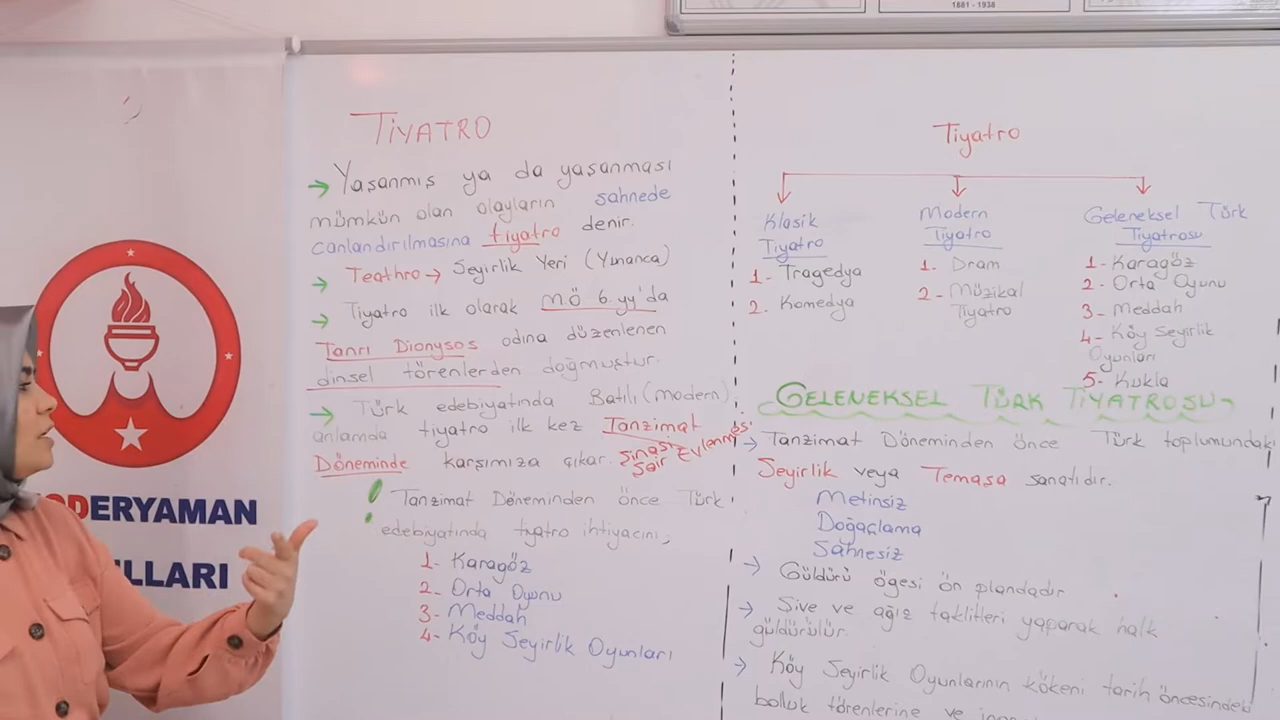 1881 - 1938
TİYATRO
→ Yaşanmış ya da yaşanması
mümkün olan olayların sahnede
canlandırılmasına tiyatro denir.
→ Teathro → Seyirlik Yeri (Yunanca)
→ Tiyatro ilk olarak MÖ 6. yy'da
Tanrı Dionysos adına düzenlenen
dinsel törenlerden doğmuştur.
→ Türk edebiyatında Batılı (modern)
anlamda tiyatro ilk kez Tanzimat
Döneminde karşımıza çıkar. Şinasi
Şair Evlenmesi
! Tanzimat Döneminden önce Türk
edebiyatında tiyatro ihtiyacını;
1- Karagöz
2- Orta Oyunu
3- Meddah
4- Köy Seyirlik Oyunları
Tiyatro
Klasik
Tiyatro
1- Tragedya
2. Komedya
Modern
Tiyatro
1. Dram
2- Müzikal
Tiyatro
Geleneksel Türk
Tiyatrosu
1- Karagöz
2- Orta Oyunu
3- Meddah
4- Köy Seyirlik
Oyunları
5- Kukla
GELENEKSEL TÜRK TİYATROSU
→ Tanzimat Döneminden önce Türk toplumundaki
Seyirlik veya Temaşa sanatıdır.
Metinsiz
Doğaçlama
Sahnesiz
→ Güldürü ögesi ön plandadır
→ Şive ve ağız taklitleri yaparak halk
güldürülür.
→ Köy Seyirlik Oyunlarının kökeni tarih öncesindeki
bolluk törenlerine ve
ERYAMAN
LLARI